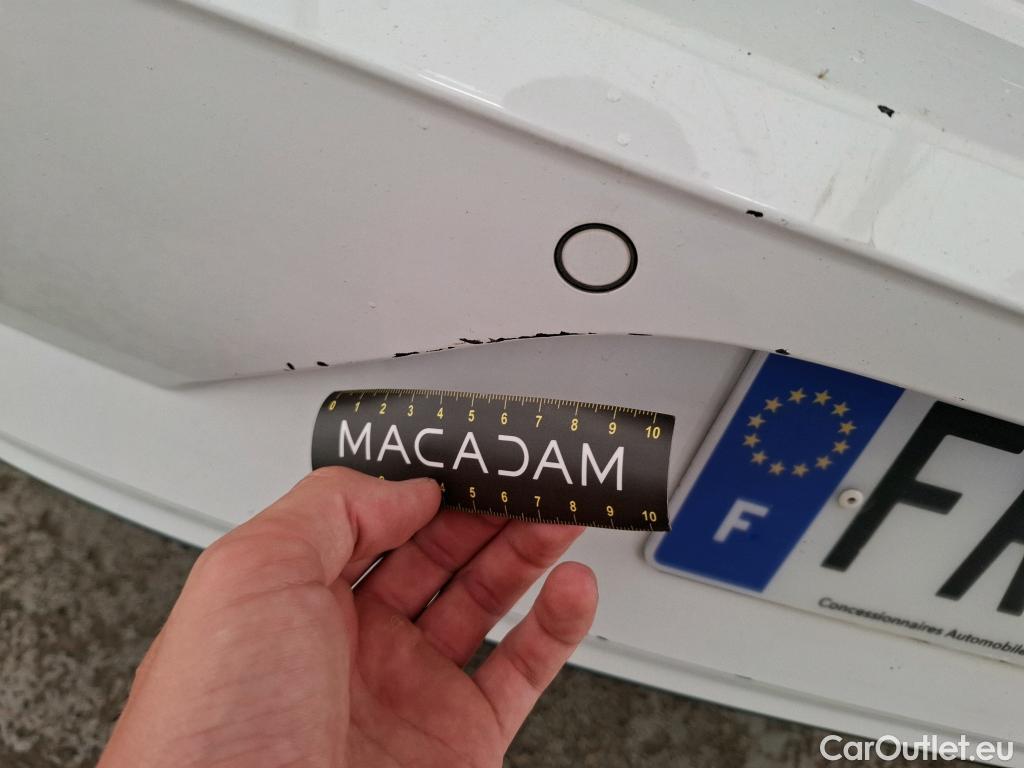 0 1 2 3 4 5 6 7 8 9 10
MACADAM
4 5 6 7 8 9 10
F
F
Concessionnaires Automobile
CarOutlet.eu